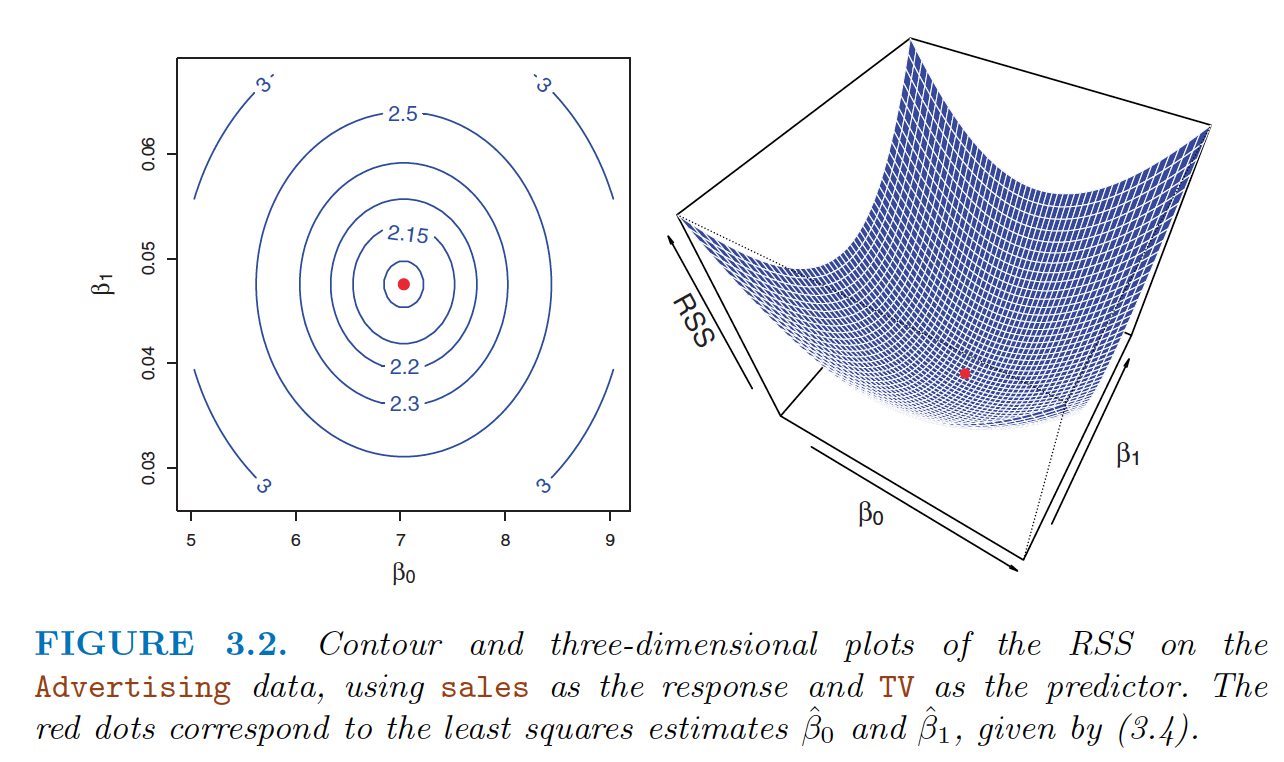 3
3
2.5
2.15
2.2
2.3
3
3
0.06
0.05
0.04
0.03
β1
5 6 7 8 9
β0
RSS
β1
β0
FIGURE 3.2. Contour and three-dimensional plots of the RSS on the
Advertising data, using sales as the response and TV as the predictor. The
red dots correspond to the least squares estimates β̂0 and β̂1, given by (3.4).